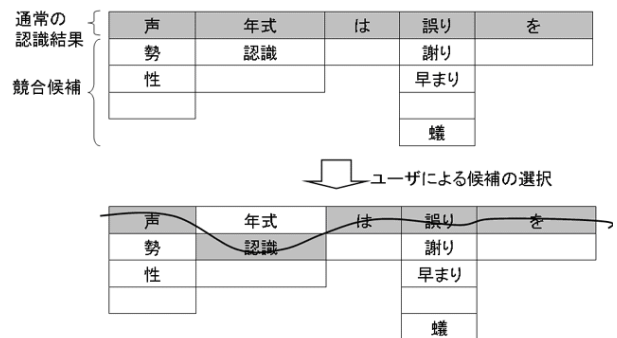 通常の
認識結果
競合候補
声 年式 は 誤り を
勢 認識 謝り
性 早まり
蟻
ユーザによる候補の選択
声 年式 は 誤り を
勢 認識 謝り
性 早まり
蟻